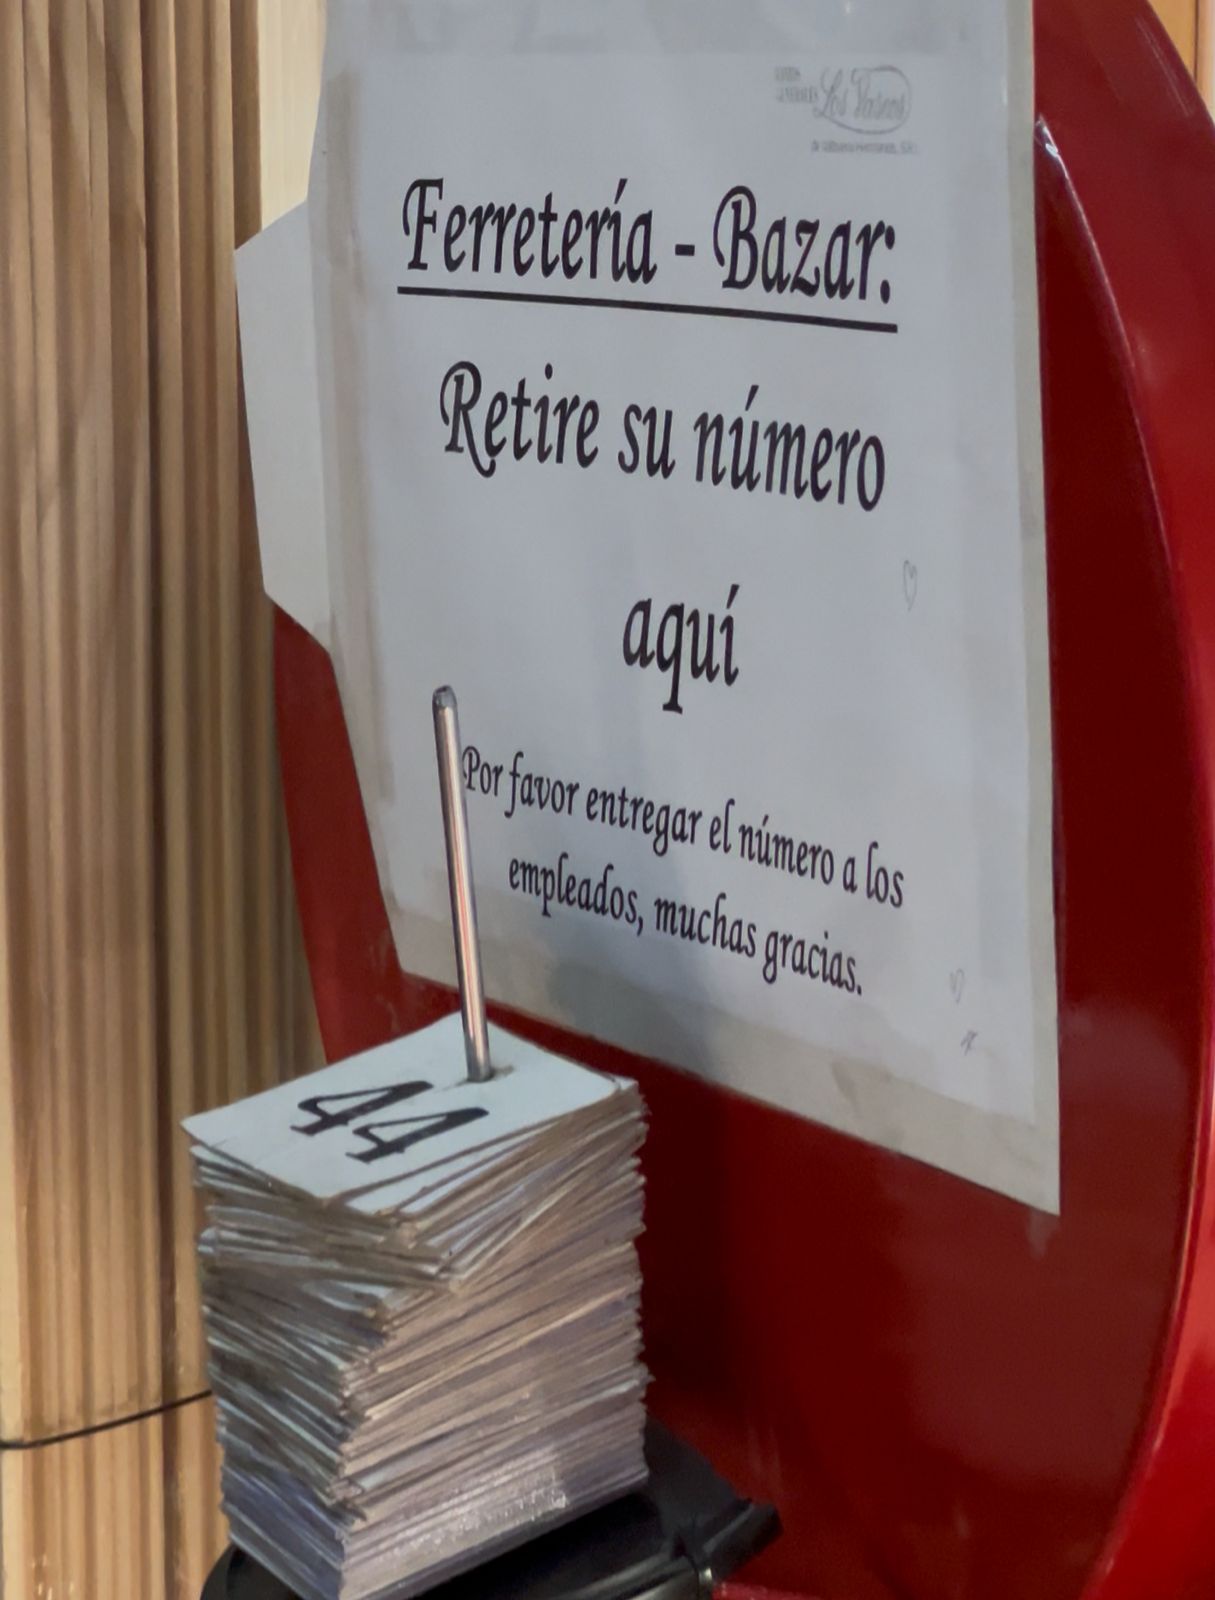 Los Vascos
Ferretería - Bazar:
Retire su número
aquí
Por favor entregar el número a los
empleados, muchas gracias.
44